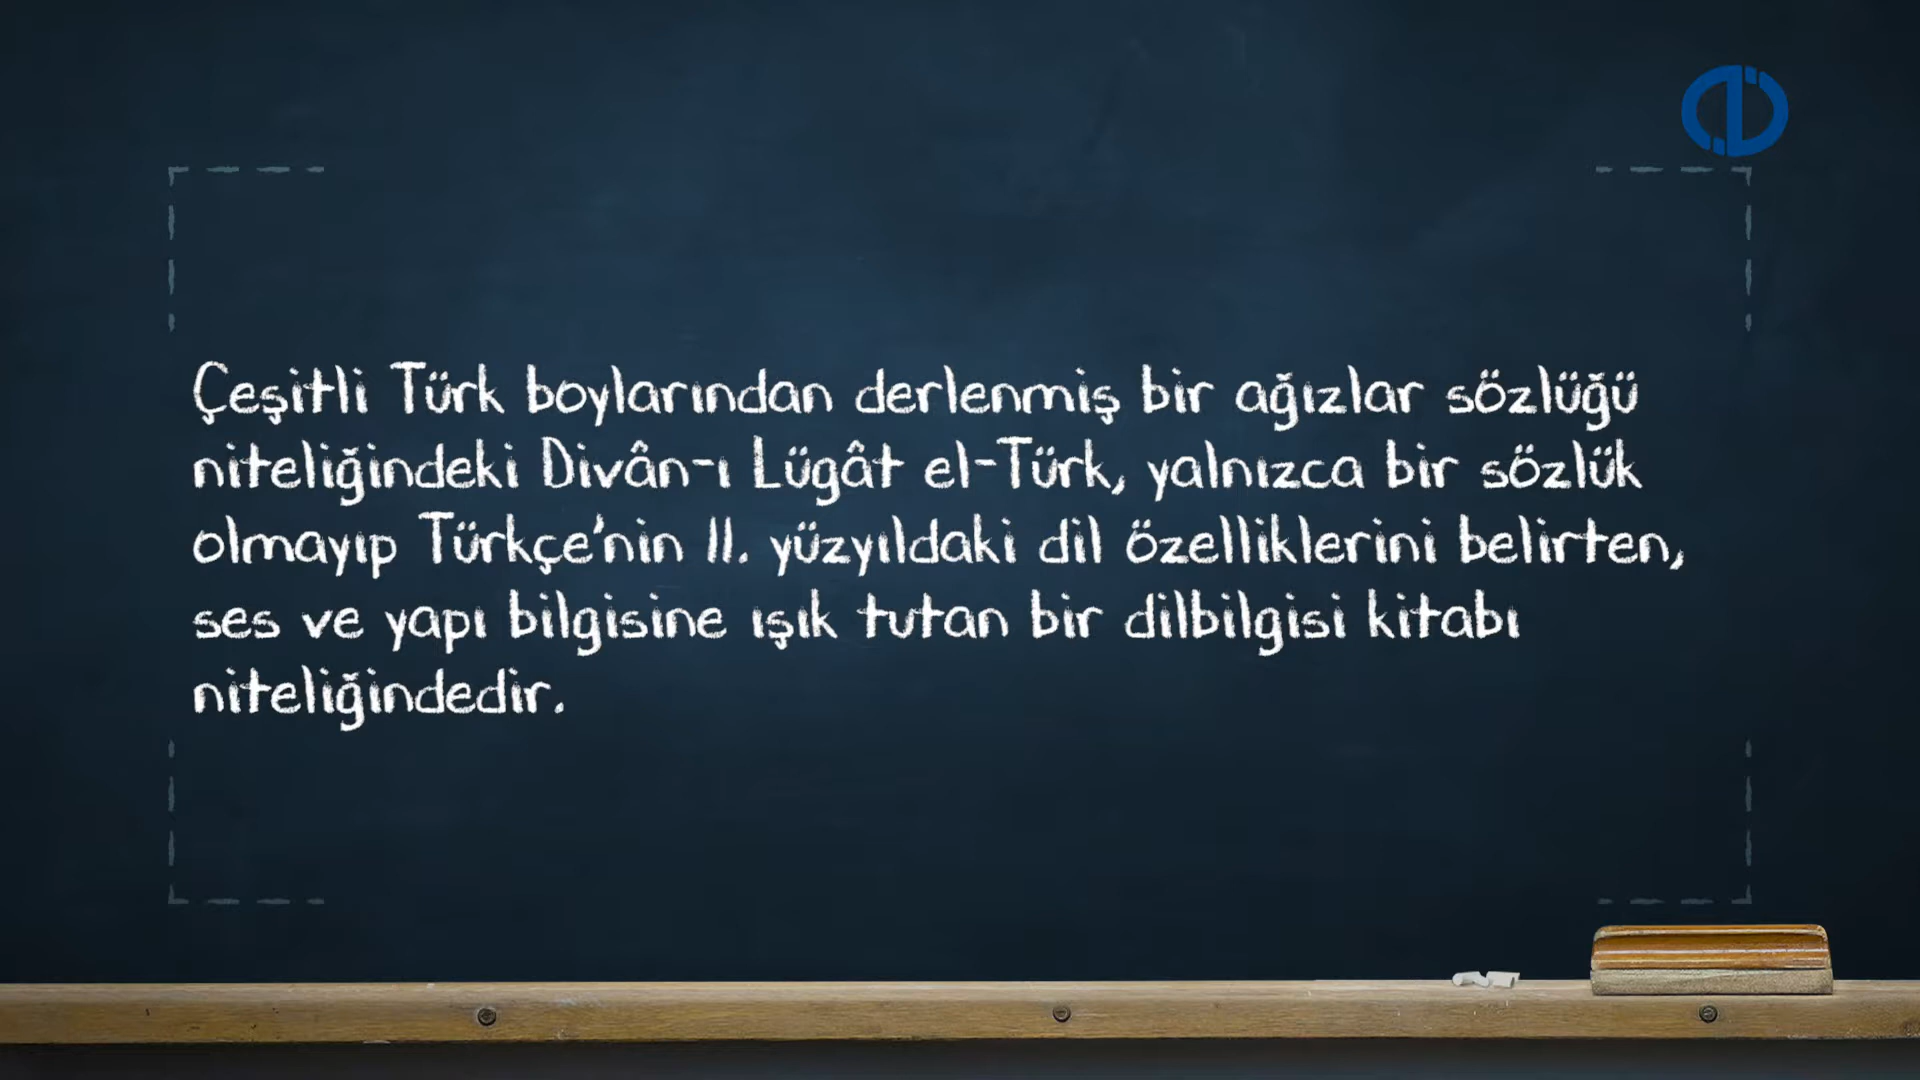 Çeşitli Türk boylarından derlenmiş bir ağızlar sözlüğü
niteliğindeki Divân-ı Lügât el-Türk, yalnızca bir sözlük
olmayıp Türkçe'nin 11. yüzyıldaki dil özelliklerini belirten,
ses ve yapı bilgisine ışık tutan bir dilbilgisi kitabı
niteliğindedir.